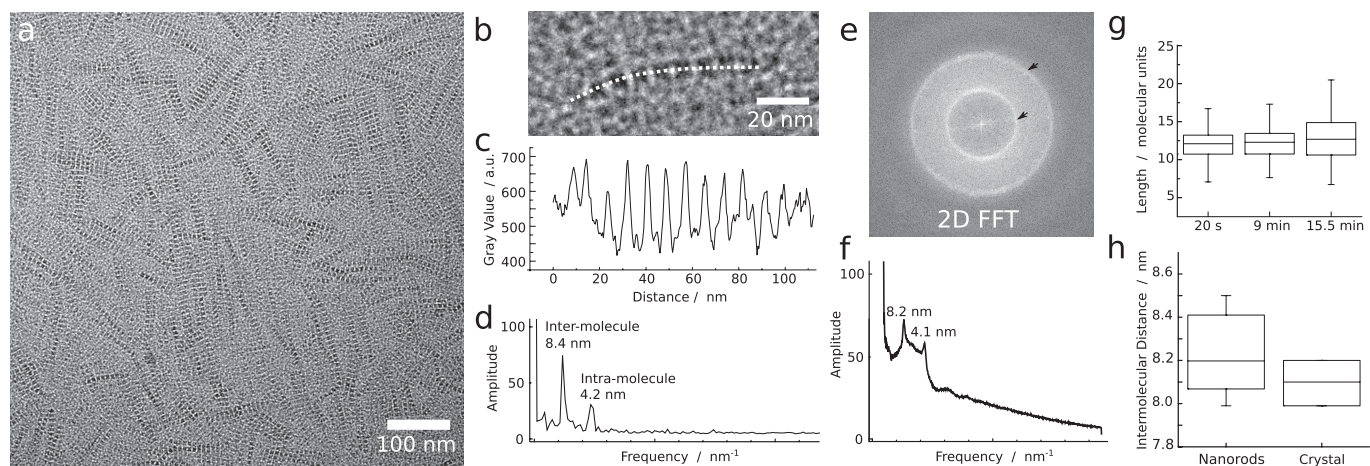 a
100 nm
b
20 nm
c
Gray Value / a.u.
700
600
500
400
0 20 40 60 80 100
Distance / nm
d
Amplitude
100
50
0
Inter-molecule
8.4 nm
Intra-molecule
4.2 nm
Frequency / nm⁻¹
e
2D FFT
f
Amplitude
100
50
0
8.2 nm
4.1 nm
Frequency / nm⁻¹
g
Length / molecular units
25
20
15
10
5
20 s 9 min 15.5 min
h
Intermolecular Distance / nm
8.6
8.4
8.2
8.0
7.8
Nanorods Crystal